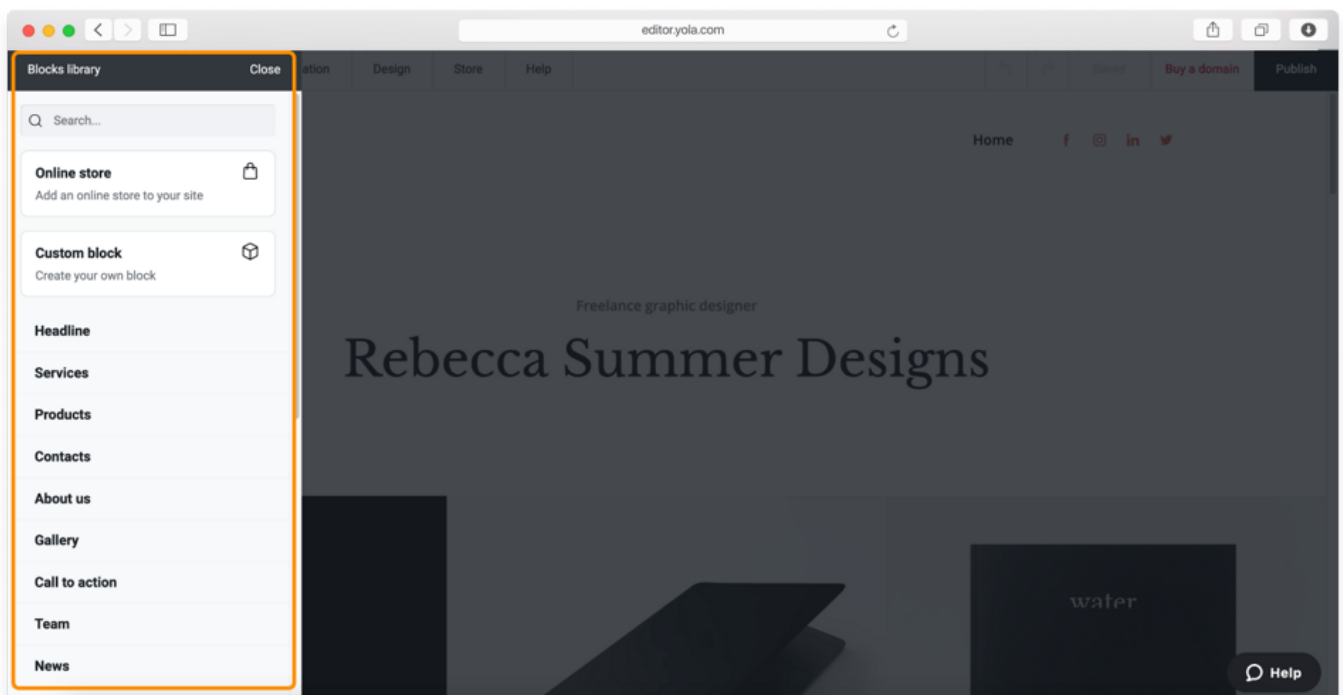 editor.yola.com
Blocks library Close
ation Design Store Help Saved Buy a domain Publish
Search...
Home f in
Online store
Add an online store to your site
Custom block
Create your own block
Freelance graphic designer
Rebecca Summer Designs
Headline
Services
Products
Contacts
About us
Gallery
Call to action
Team
News
water
Help